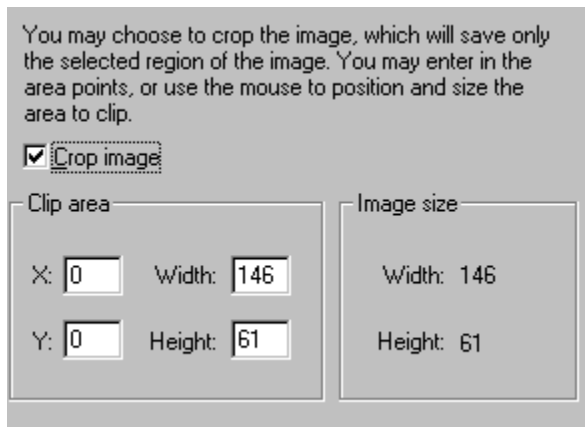 You may choose to crop the image, which will save only
the selected region of the image. You may enter in the
area points, or use the mouse to position and size the
area to clip.
Crop image
Clip area
X: 0 Width: 146
Y: 0 Height: 61
Image size
Width: 146
Height: 61